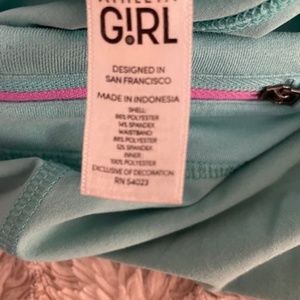 ATHLETA
G!RL
DESIGNED IN
SAN FRANCISCO
MADE IN INDONESIA
SHELL:
86% POLYESTER
14% SPANDEX
WAISTBAND
88% POLYESTER
12% SPANDEX
INNER:
100% POLYESTER
EXCLUSIVE OF DECORATION
RN 54023